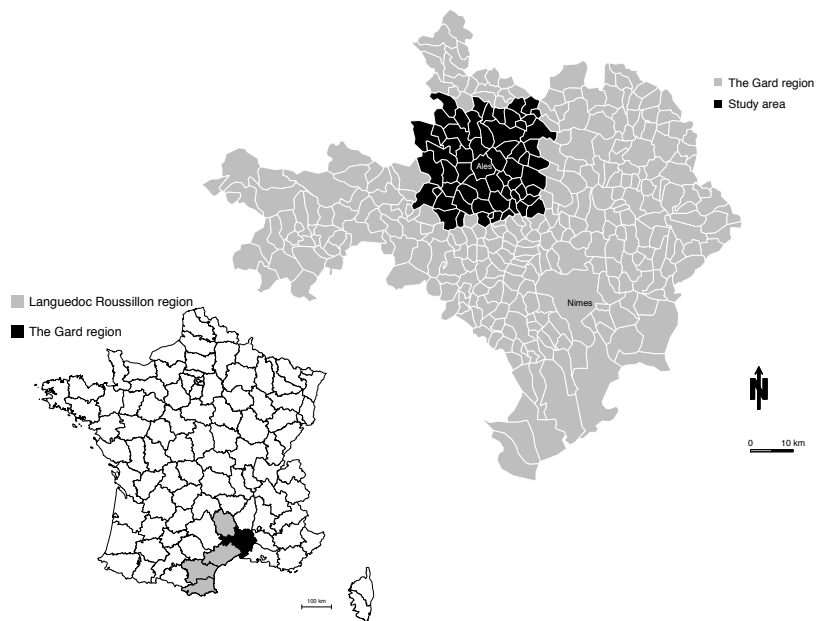 The Gard region
Study area
Ales
Nimes
Languedoc Roussillon region
The Gard region
N
0 10 km
100 km